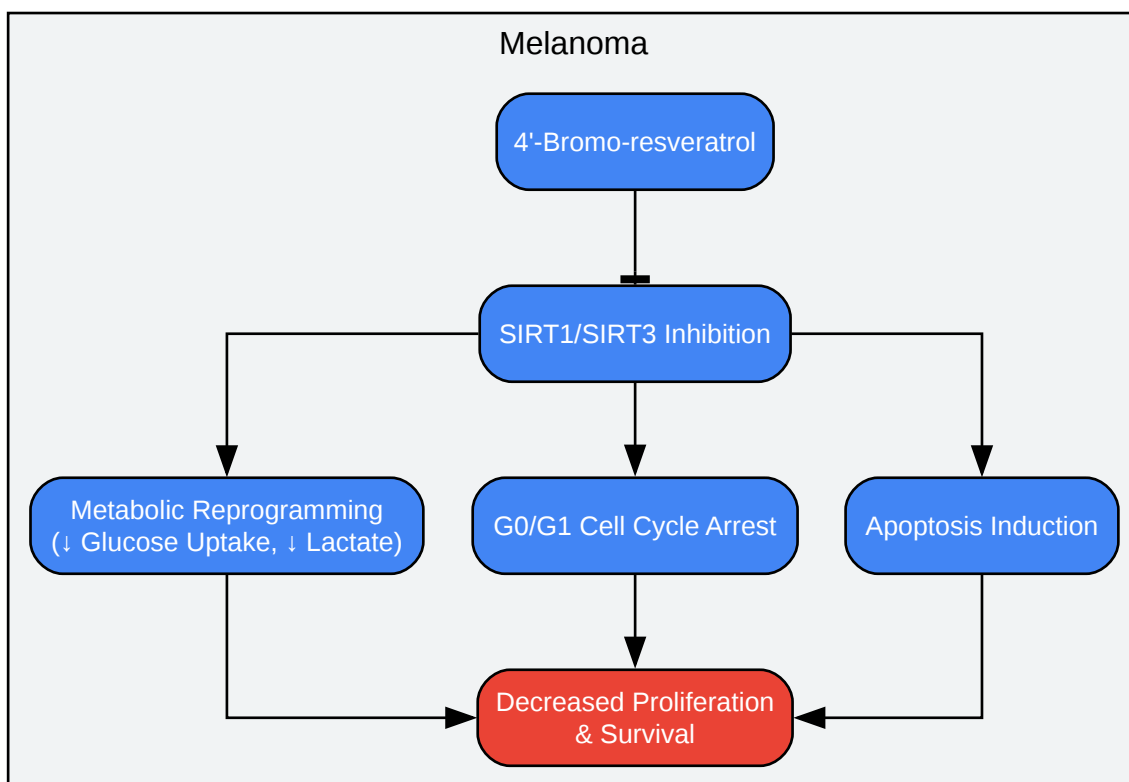 Melanoma
4'-Bromo-resveratrol
SIRT1/SIRT3 Inhibition
Metabolic Reprogramming
(↓ Glucose Uptake, ↓ Lactate)
G0/G1 Cell Cycle Arrest
Apoptosis Induction
Decreased Proliferation
& Survival